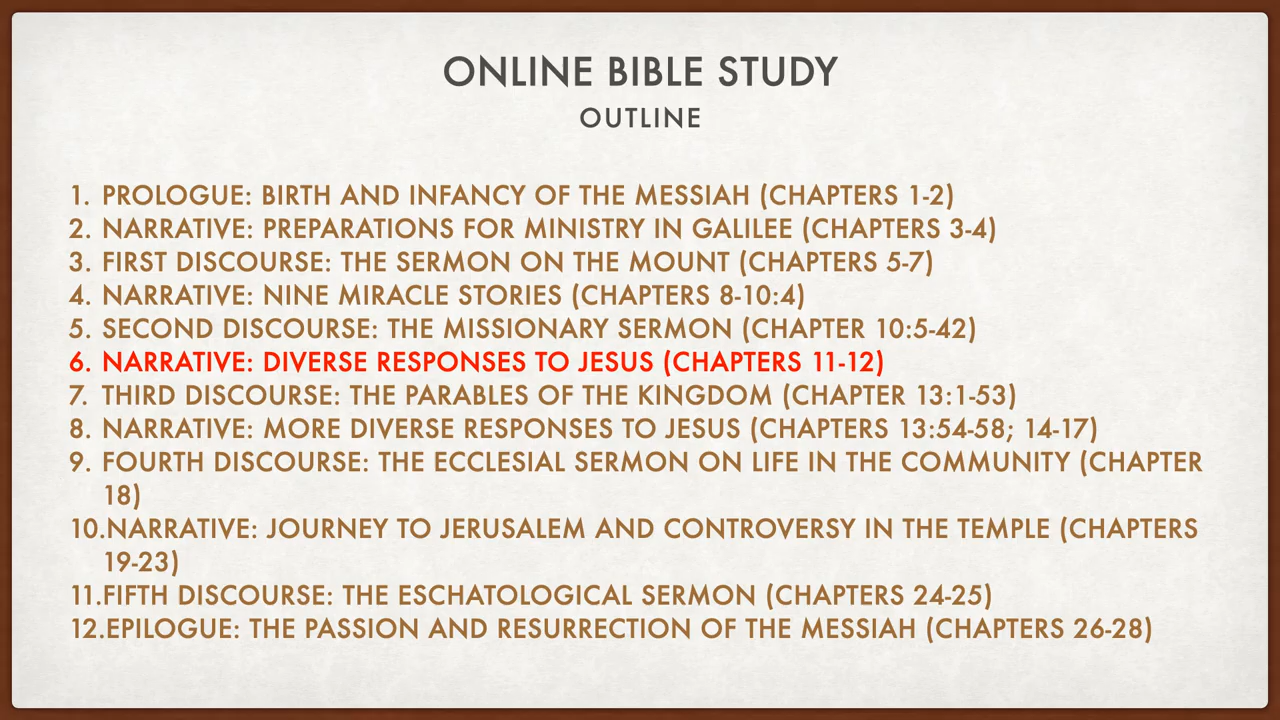 ONLINE BIBLE STUDY
OUTLINE
1. PROLOGUE: BIRTH AND INFANCY OF THE MESSIAH (CHAPTERS 1-2)
2. NARRATIVE: PREPARATIONS FOR MINISTRY IN GALILEE (CHAPTERS 3-4)
3. FIRST DISCOURSE: THE SERMON ON THE MOUNT (CHAPTERS 5-7)
4. NARRATIVE: NINE MIRACLE STORIES (CHAPTERS 8-10:4)
5. SECOND DISCOURSE: THE MISSIONARY SERMON (CHAPTER 10:5-42)
6. NARRATIVE: DIVERSE RESPONSES TO JESUS (CHAPTERS 11-12)
7. THIRD DISCOURSE: THE PARABLES OF THE KINGDOM (CHAPTER 13:1-53)
8. NARRATIVE: MORE DIVERSE RESPONSES TO JESUS (CHAPTERS 13:54-58; 14-17)
9. FOURTH DISCOURSE: THE ECCLESIAL SERMON ON LIFE IN THE COMMUNITY (CHAPTER
18)
10.NARRATIVE: JOURNEY TO JERUSALEM AND CONTROVERSY IN THE TEMPLE (CHAPTERS
19-23)
11.FIFTH DISCOURSE: THE ESCHATOLOGICAL SERMON (CHAPTERS 24-25)
12.EPILOGUE: THE PASSION AND RESURRECTION OF THE MESSIAH (CHAPTERS 26-28)